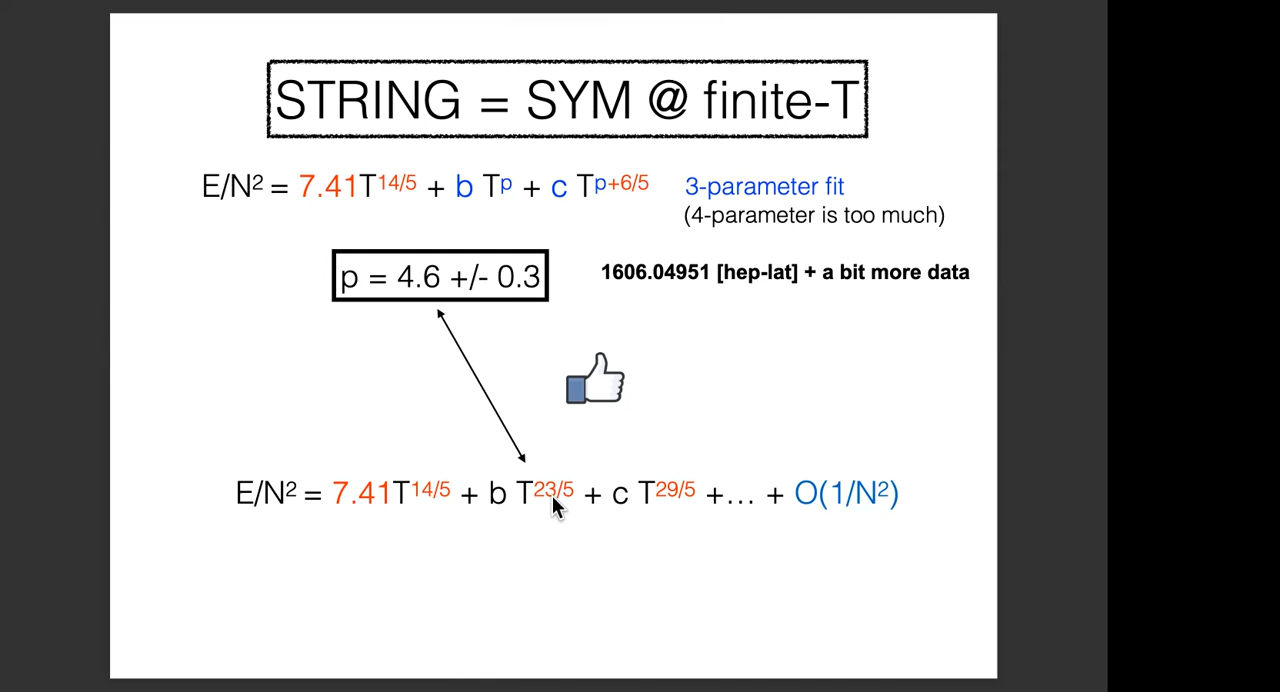 STRING = SYM @ finite-T
E/N² = 7.41T^14/5 + b T^p + c T^p+6/5 3-parameter fit
(4-parameter is too much)
p = 4.6 +/- 0.3 1606.04951 [hep-lat] + a bit more data
E/N² = 7.41T^14/5 + b T^23/5 + c T^29/5 +… + O(1/N²)